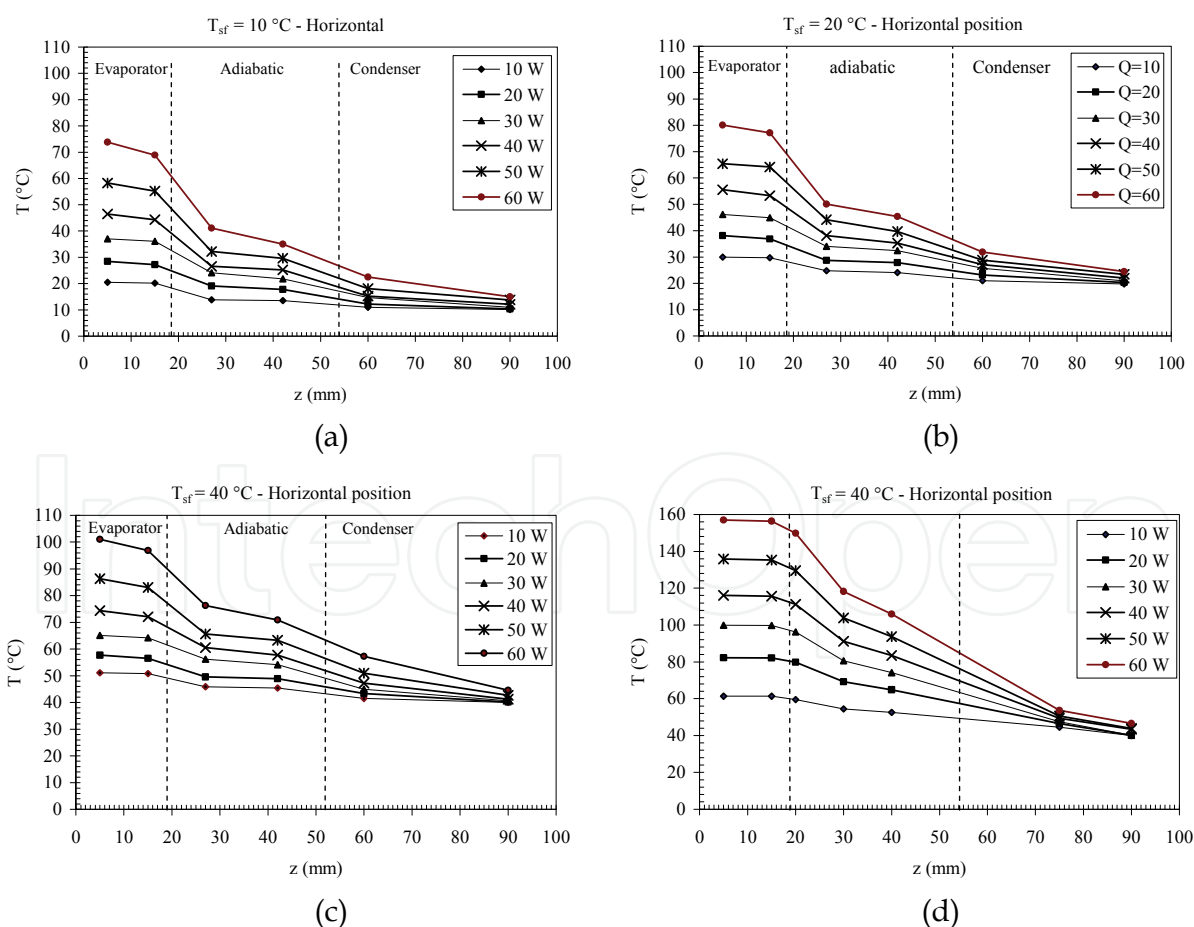 T_sf = 10 °C - Horizontal
110
100
90
80
70
60
50
40
30
20
10
0
T (°C)
Evaporator
Adiabatic
Condenser
10 W
20 W
30 W
40 W
50 W
60 W
0 10 20 30 40 50 60 70 80 90 100
z (mm)
(a)
T_sf = 20 °C - Horizontal position
110
100
90
80
70
60
50
40
30
20
10
0
T (°C)
Evaporator
adiabatic
Condenser
Q=10
Q=20
Q=30
Q=40
Q=50
Q=60
0 10 20 30 40 50 60 70 80 90 100
z (mm)
(b)
IntechOpen
T_sf = 40 °C - Horizontal position
110
100
90
80
70
60
50
40
30
20
10
0
T (°C)
Evaporator
Adiabatic
Condenser
10 W
20 W
30 W
40 W
50 W
60 W
0 10 20 30 40 50 60 70 80 90 100
z (mm)
(c)
T_sf = 40 °C - Horizontal position
160
140
120
100
80
60
40
20
0
T (°C)
10 W
20 W
30 W
40 W
50 W
60 W
0 10 20 30 40 50 60 70 80 90 100
z (mm)
(d)